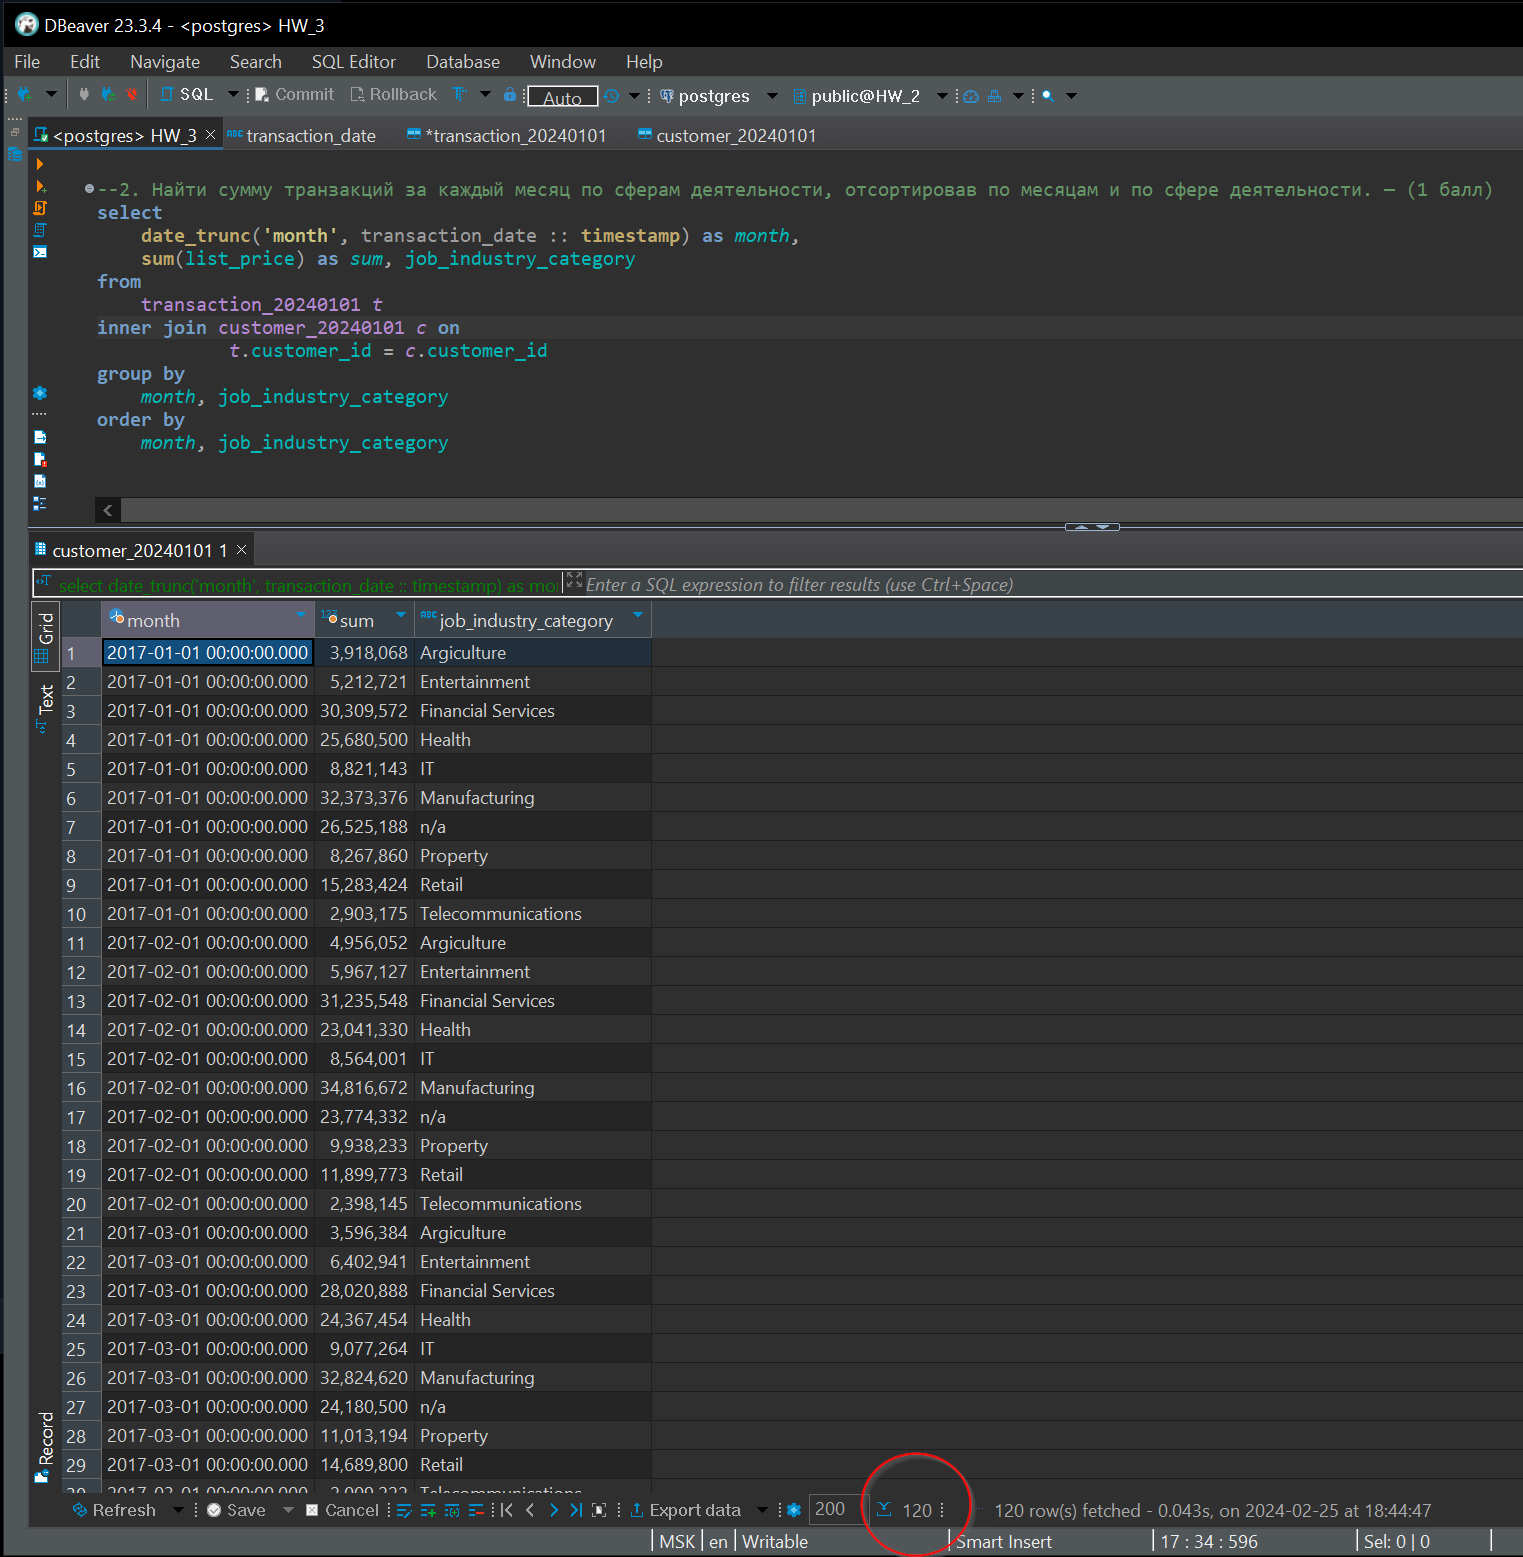 DBeaver 23.3.4 - <postgres> HW_3
File Edit Navigate Search SQL Editor Database Window Help
SQL Commit Rollback Auto postgres public@HW_2
<postgres> HW_3 transaction_date *transaction_20240101 customer_20240101
--2. Найти сумму транзакций за каждый месяц по сферам деятельности, отсортировав по месяцам и по сфере деятельности. — (1 балл)
select
date_trunc('month', transaction_date :: timestamp) as month,
sum(list_price) as sum, job_industry_category
from
transaction_20240101 t
inner join customer_20240101 c on
t.customer_id = c.customer_id
group by
month, job_industry_category
order by
month, job_industry_category
customer_20240101 1
select date_trunc('month', transaction_date :: timestamp) as mo Enter a SQL expression to filter results (use Ctrl+Space)
Grid
Text
Record
month 123 sum ABC job_industry_category
1 2017-01-01 00:00:00.000 3,918,068 Argiculture
2 2017-01-01 00:00:00.000 5,212,721 Entertainment
3 2017-01-01 00:00:00.000 30,309,572 Financial Services
4 2017-01-01 00:00:00.000 25,680,500 Health
5 2017-01-01 00:00:00.000 8,821,143 IT
6 2017-01-01 00:00:00.000 32,373,376 Manufacturing
7 2017-01-01 00:00:00.000 26,525,188 n/a
8 2017-01-01 00:00:00.000 8,267,860 Property
9 2017-01-01 00:00:00.000 15,283,424 Retail
10 2017-01-01 00:00:00.000 2,903,175 Telecommunications
11 2017-02-01 00:00:00.000 4,956,052 Argiculture
12 2017-02-01 00:00:00.000 5,967,127 Entertainment
13 2017-02-01 00:00:00.000 31,235,548 Financial Services
14 2017-02-01 00:00:00.000 23,041,330 Health
15 2017-02-01 00:00:00.000 8,564,001 IT
16 2017-02-01 00:00:00.000 34,816,672 Manufacturing
17 2017-02-01 00:00:00.000 23,774,332 n/a
18 2017-02-01 00:00:00.000 9,938,233 Property
19 2017-02-01 00:00:00.000 11,899,773 Retail
20 2017-02-01 00:00:00.000 2,398,145 Telecommunications
21 2017-03-01 00:00:00.000 3,596,384 Argiculture
22 2017-03-01 00:00:00.000 6,402,941 Entertainment
23 2017-03-01 00:00:00.000 28,020,888 Financial Services
24 2017-03-01 00:00:00.000 24,367,454 Health
25 2017-03-01 00:00:00.000 9,077,264 IT
26 2017-03-01 00:00:00.000 32,824,620 Manufacturing
27 2017-03-01 00:00:00.000 24,180,500 n/a
28 2017-03-01 00:00:00.000 11,013,194 Property
29 2017-03-01 00:00:00.000 14,689,800 Retail
Refresh Save Cancel Export data 200 120 120 row(s) fetched - 0.043s, on 2024-02-25 at 18:44:47
MSK en Writable Smart Insert 17 : 34 : 596 Sel: 0 | 0